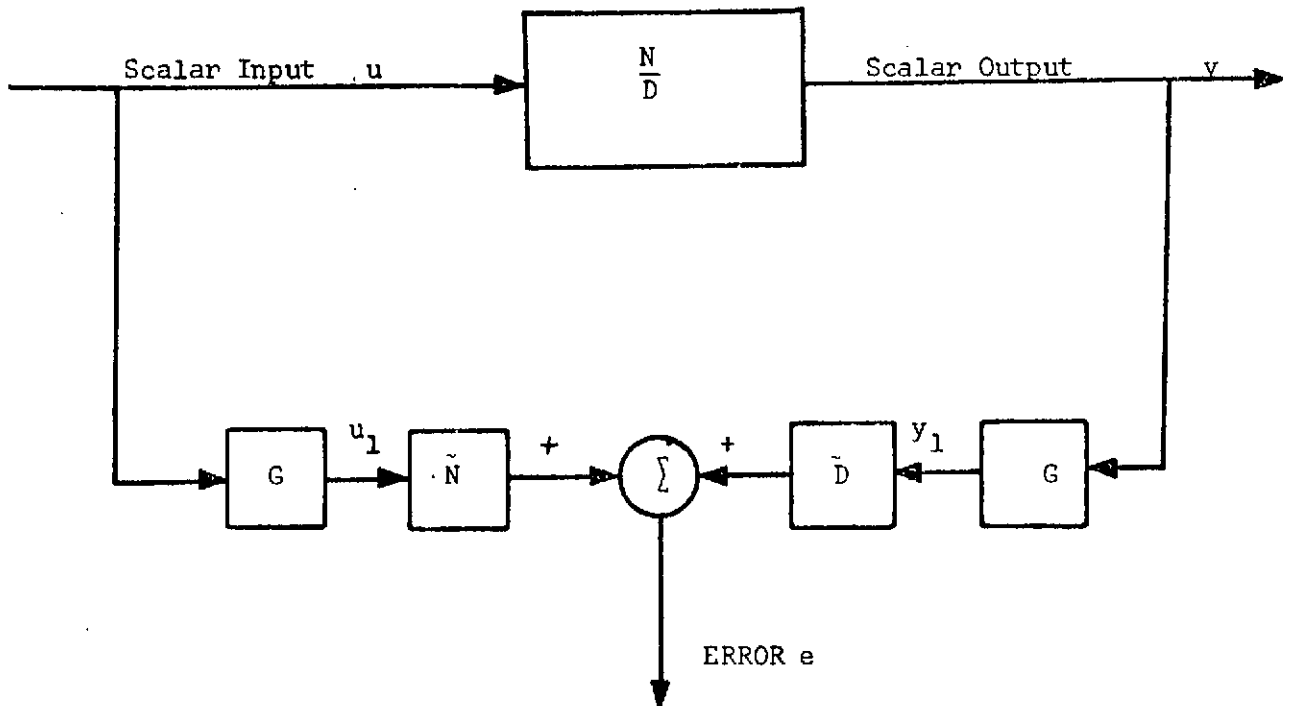 Scalar Input u
N
D
Scalar Output y
G
u1
Ñ
+
Σ
+
D̃
y1
G
ERROR e